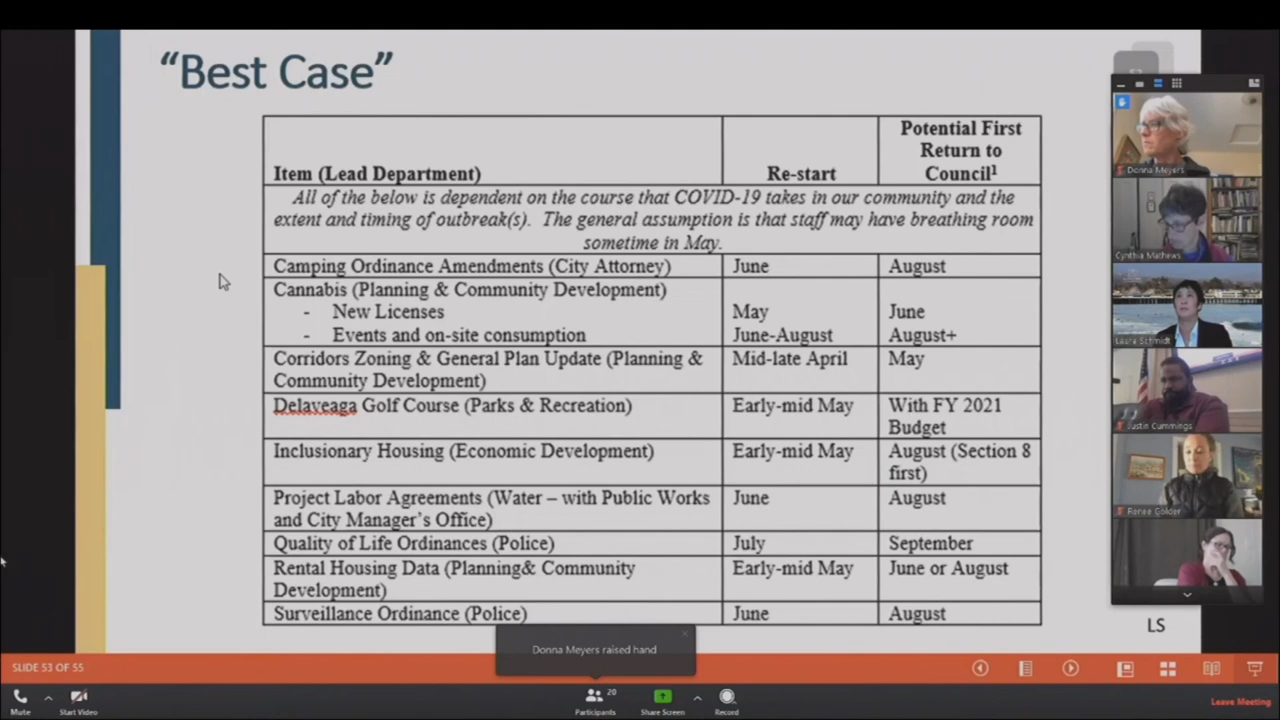 “Best Case”
Item (Lead Department)
Re-start
Potential First
Return to
Council¹
All of the below is dependent on the course that COVID-19 takes in our community and the
extent and timing of outbreak(s). The general assumption is that staff may have breathing room
sometime in May.
Camping Ordinance Amendments (City Attorney)
June
August
Cannabis (Planning & Community Development)
- New Licenses
May
June
- Events and on-site consumption
June-August
August+
Corridors Zoning & General Plan Update (Planning &
Community Development)
Mid-late April
May
Delaveaga Golf Course (Parks & Recreation)
Early-mid May
With FY 2021
Budget
Inclusionary Housing (Economic Development)
Early-mid May
August (Section 8
first)
Project Labor Agreements (Water – with Public Works
and City Manager’s Office)
June
August
Quality of Life Ordinances (Police)
July
September
Rental Housing Data (Planning& Community
Development)
Early-mid May
June or August
Surveillance Ordinance (Police)
June
August
LS
Donna Meyers
Cynthia Mathews
Laura Schmidt
Justin Cummings
Renee Golder
Donna Meyers raised hand
SLIDE 53 OF 55
Mute
Start Video
20
Participants
Share Screen
Record
Leave Meeting